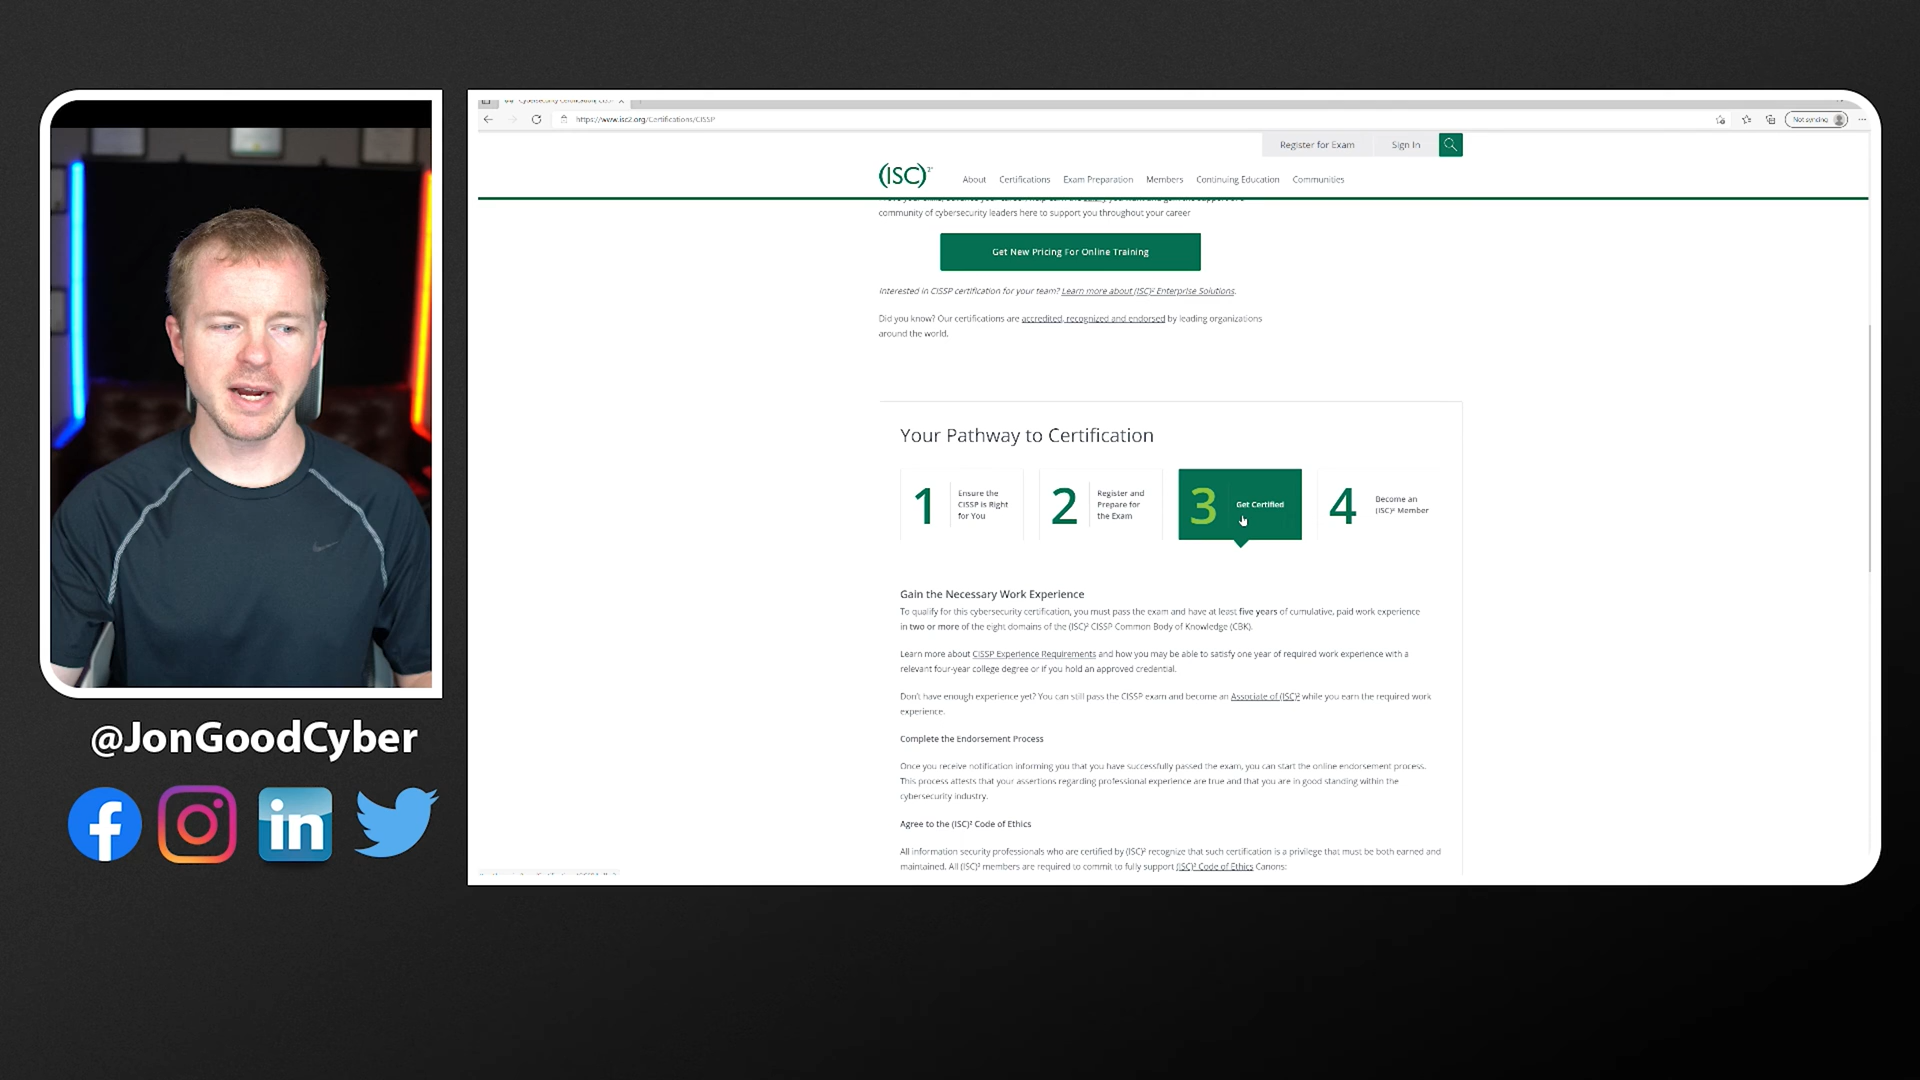 https://www.isc2.org/Certifications/CISSP
Not syncing
Register for Exam
Sign In
(ISC)²
About
Certifications
Exam Preparation
Members
Continuing Education
Communities
community of cybersecurity leaders here to support you throughout your career
Get New Pricing For Online Training
Interested in CISSP certification for your team? Learn more about (ISC)² Enterprise Solutions.
Did you know? Our certifications are accredited, recognized and endorsed by leading organizations
around the world.
Your Pathway to Certification
1
Ensure the
CISSP is Right
for You
2
Register and
Prepare for
the Exam
3
Get Certified
4
Become an
(ISC)² Member
Gain the Necessary Work Experience
To qualify for this cybersecurity certification, you must pass the exam and have at least five years of cumulative, paid work experience
in two or more of the eight domains of the (ISC)² CISSP Common Body of Knowledge (CBK).
Learn more about CISSP Experience Requirements and how you may be able to satisfy one year of required work experience with a
relevant four-year college degree or if you hold an approved credential.
Don't have enough experience yet? You can still pass the CISSP exam and become an Associate of (ISC)² while you earn the required work
experience.
Complete the Endorsement Process
Once you receive notification informing you that you have successfully passed the exam, you can start the online endorsement process.
This process attests that your assertions regarding professional experience are true and that you are in good standing within the
cybersecurity industry.
Agree to the (ISC)² Code of Ethics
All information security professionals who are certified by (ISC)² recognize that such certification is a privilege that must be both earned and
maintained. All (ISC)² members are required to commit to fully support (ISC)² Code of Ethics Canons:
@JonGoodCyber
f
in